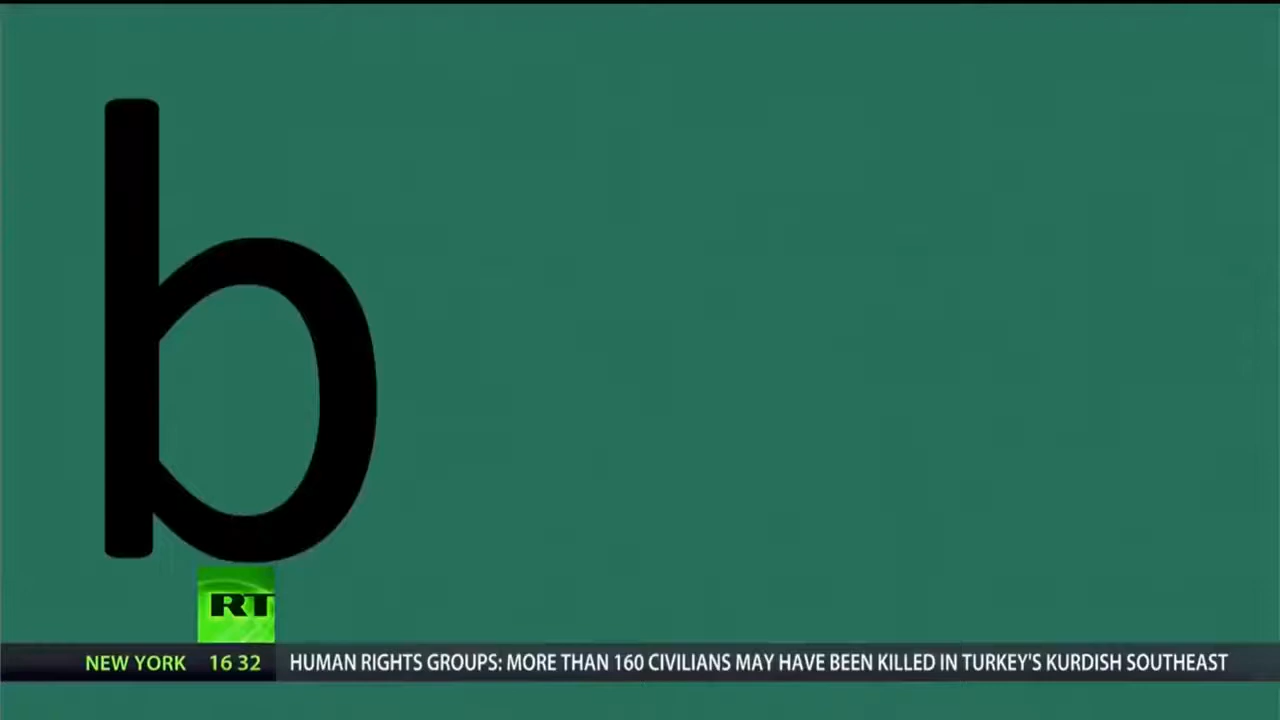 b
RT
NEW YORK 16 32 HUMAN RIGHTS GROUPS: MORE THAN 160 CIVILIANS MAY HAVE BEEN KILLED IN TURKEY'S KURDISH SOUTHEAST